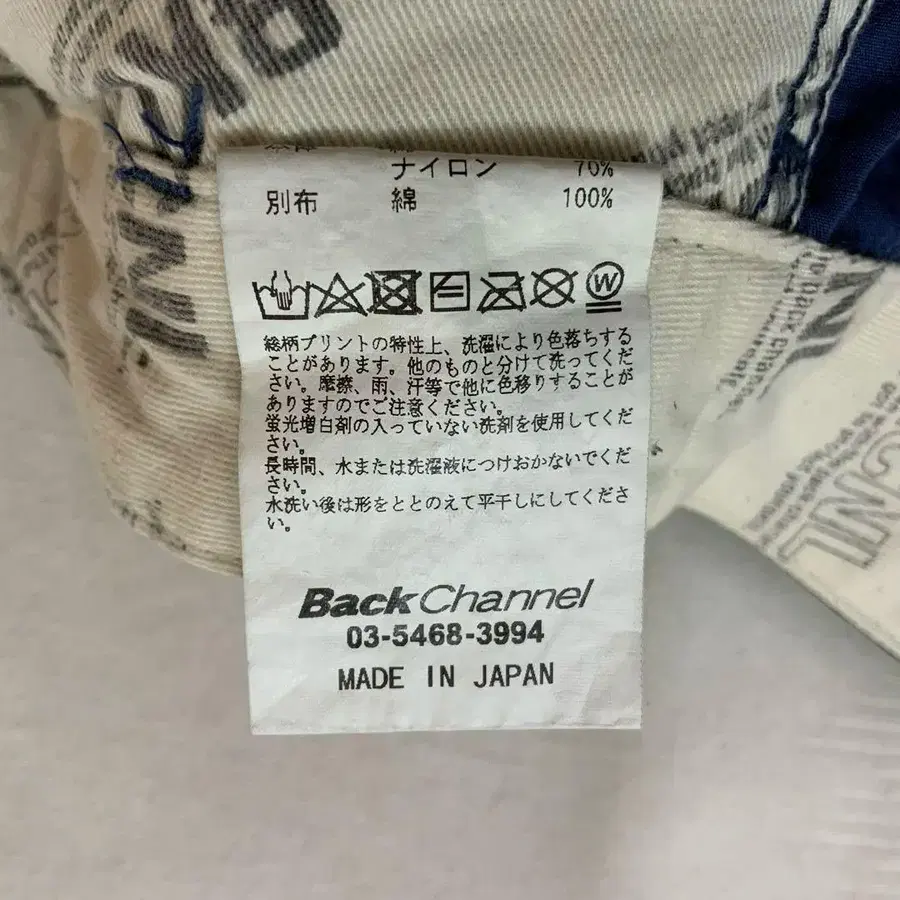 ナイロン 70%
別布 綿 100%
W
総柄プリントの特性上、洗濯により色落ちする
ことがあります。他のものと分けて洗ってくだ
さい。摩擦、雨、汗等で他に色移りすることが
ありますのでご注意ください。
蛍光増白剤の入っていない洗剤を使用してくだ
さい。
長時間、水または洗濯液につけおかないでくだ
さい。
水洗い後は形をととのえて平干しにしてくださ
い。
BackChannel
03-5468-3994
MADE IN JAPAN